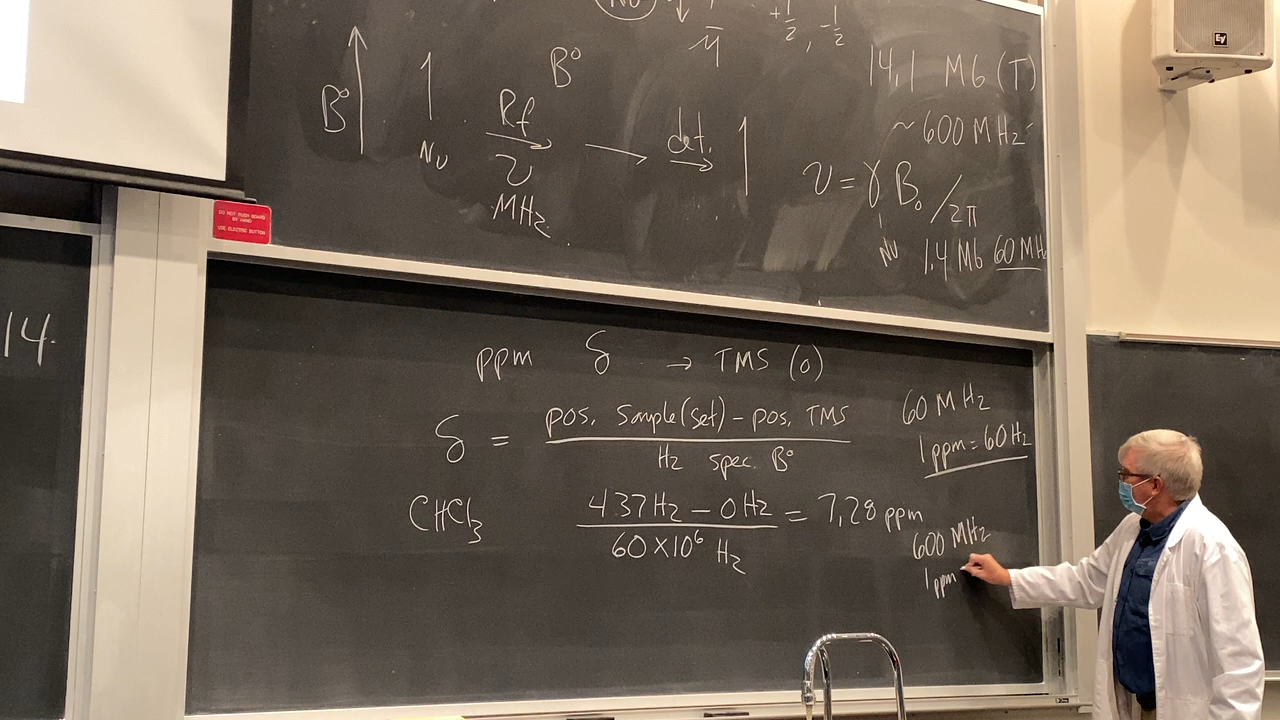 +1/2, -1/2
B° 1 B° 14,1 MG (T)
Rf det. ~600 MHz
Nu υ υ = γ B₀/2π
MHz Nu 1.4 MG 60 MHz
DO NOT PUSH BOARD
BY HAND
USE ELECTRIC BUTTON
EV
14.
ppm δ → TMS (0)
δ = pos. Sample (set) - pos. TMS
Hz spec. B°
60 MHz
1 ppm = 60 Hz
CHCl₃ 437 Hz - 0 Hz = 7,28 ppm
60 X 10⁶ Hz
600 MHz
1 ppm